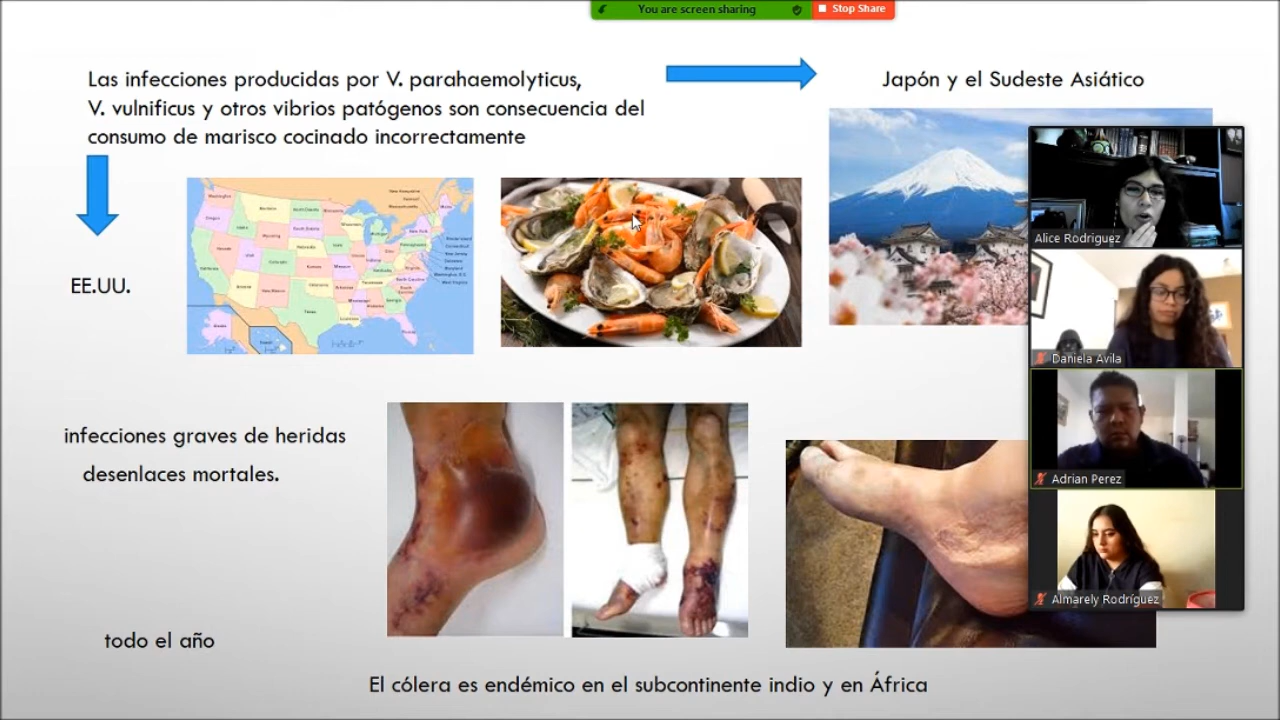 You are screen sharing
Stop Share
Las infecciones producidas por V. parahaemolyticus,
V. vulnificus y otros vibrios patógenos son consecuencia del
consumo de marisco cocinado incorrectamente
Japón y el Sudeste Asiático
EE.UU.
Alice Rodriguez
Daniela Avila
Adrian Perez
Almarely Rodríguez
infecciones graves de heridas
desenlaces mortales.
todo el año
El cólera es endémico en el subcontinente indio y en África